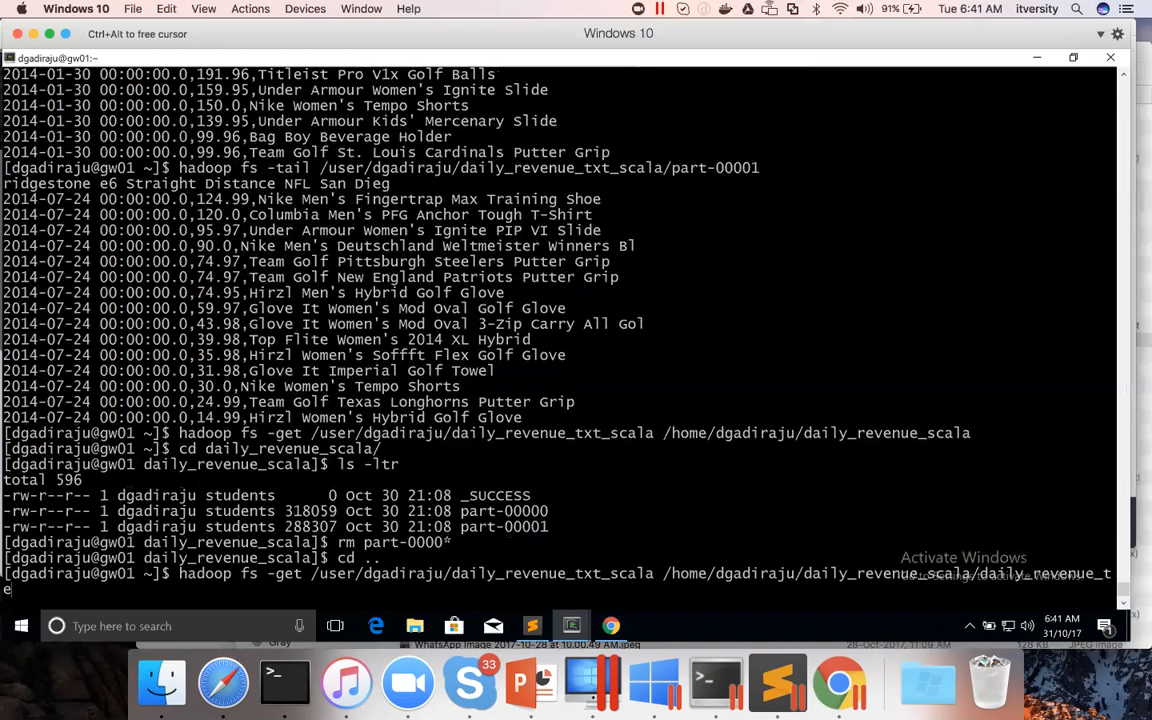 Windows 10 File Edit View Actions Devices Window Help 91% Tue 6:41 AM itversity
Ctrl+Alt to free cursor Windows 10
dgadiraju@gw01:~
2014-01-30 00:00:00.0,191.96,Titleist Pro V1x Golf Balls
2014-01-30 00:00:00.0,159.95,Under Armour Women's Ignite Slide
2014-01-30 00:00:00.0,150.0,Nike Women's Tempo Shorts
2014-01-30 00:00:00.0,139.95,Under Armour Kids' Mercenary Slide
2014-01-30 00:00:00.0,99.96,Bag Boy Beverage Holder
2014-01-30 00:00:00.0,99.96,Team Golf St. Louis Cardinals Putter Grip
[dgadiraju@gw01 ~]$ hadoop fs -tail /user/dgadiraju/daily_revenue_txt_scala/part-00001
ridgestone e6 Straight Distance NFL San Dieg
2014-07-24 00:00:00.0,124.99,Nike Men's Fingertrap Max Training Shoe
2014-07-24 00:00:00.0,120.0,Columbia Men's PFG Anchor Tough T-Shirt
2014-07-24 00:00:00.0,95.97,Under Armour Women's Ignite PIP VI Slide
2014-07-24 00:00:00.0,90.0,Nike Men's Deutschland Weltmeister Winners Bl
2014-07-24 00:00:00.0,74.97,Team Golf Pittsburgh Steelers Putter Grip
2014-07-24 00:00:00.0,74.97,Team Golf New England Patriots Putter Grip
2014-07-24 00:00:00.0,74.95,Hirzl Men's Hybrid Golf Glove
2014-07-24 00:00:00.0,59.97,Glove It Women's Mod Oval Golf Glove
2014-07-24 00:00:00.0,43.98,Glove It Women's Mod Oval 3-Zip Carry All Gol
2014-07-24 00:00:00.0,39.98,Top Flite Women's 2014 XL Hybrid
2014-07-24 00:00:00.0,35.98,Hirzl Women's Soffft Flex Golf Glove
2014-07-24 00:00:00.0,31.98,Glove It Imperial Golf Towel
2014-07-24 00:00:00.0,30.0,Nike Women's Tempo Shorts
2014-07-24 00:00:00.0,24.99,Team Golf Texas Longhorns Putter Grip
2014-07-24 00:00:00.0,14.99,Hirzl Women's Hybrid Golf Glove
[dgadiraju@gw01 ~]$ hadoop fs -get /user/dgadiraju/daily_revenue_txt_scala /home/dgadiraju/daily_revenue_scala
[dgadiraju@gw01 ~]$ cd daily_revenue_scala/
[dgadiraju@gw01 daily_revenue_scala]$ ls -ltr
total 596
-rw-r--r-- 1 dgadiraju students 0 Oct 30 21:08 _SUCCESS
-rw-r--r-- 1 dgadiraju students 318059 Oct 30 21:08 part-00000
-rw-r--r-- 1 dgadiraju students 288307 Oct 30 21:08 part-00001
[dgadiraju@gw01 daily_revenue_scala]$ rm part-0000*
[dgadiraju@gw01 daily_revenue_scala]$ cd ..
Activate Windows
[dgadiraju@gw01 ~]$ hadoop fs -get /user/dgadiraju/daily_revenue_txt_scala /home/dgadiraju/daily_revenue_scala/daily_revenue_t
e
Type here to search 6:41 AM
31/10/17
WhatsApp Image 2017-10-28 at 10.00.49 AM.jpeg 28-Oct-2017, 11:09 AM 128 KB JPEG image
Gray
33